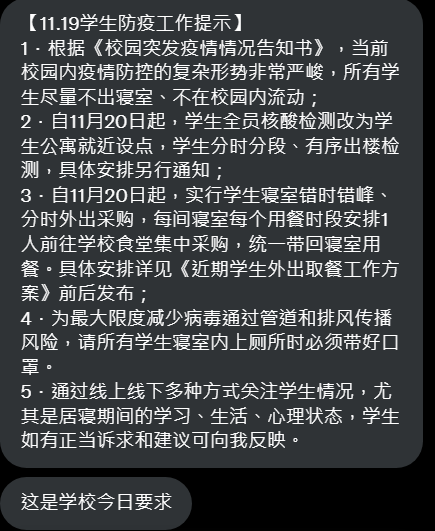 【11.19学生防疫工作提示】
1．根据《校园突发疫情情况告知书》，当前
校园内疫情防控的复杂形势非常严峻，所有学
生尽量不出寝室、不在校园内流动；
2．自11月20日起，学生全员核酸检测改为学
生公寓就近设点，学生分时分段、有序出楼检
测，具体安排另行通知；
3．自11月20日起，实行学生寝室错时错峰、
分时外出采购，每间寝室每个用餐时段安排1
人前往学校食堂集中采购，统一带回寝室用
餐。具体安排详见《近期学生外出取餐工作方
案》前后发布；
4．为最大限度减少病毒通过管道和排风传播
风险，请所有学生寝室内上厕所时必须带好口
罩。
5．通过线上线下多种方式关注学生情况，尤
其是居寝期间的学习、生活、心理状态，学生
如有正当诉求和建议可向我反映。
这是学校今日要求